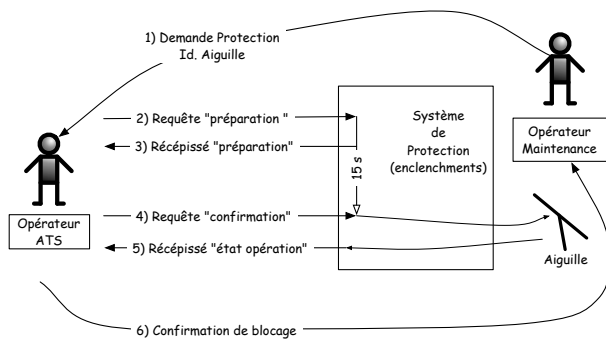 1) Demande Protection
Id. Aiguille
2) Requête "préparation "
3) Récépissé "préparation"
15 s
Système
de
Protection
(enclenchments)
Opérateur
Maintenance
Opérateur
ATS
4) Requête "confirmation"
5) Récépissé "état opération"
Aiguille
6) Confirmation de blocage